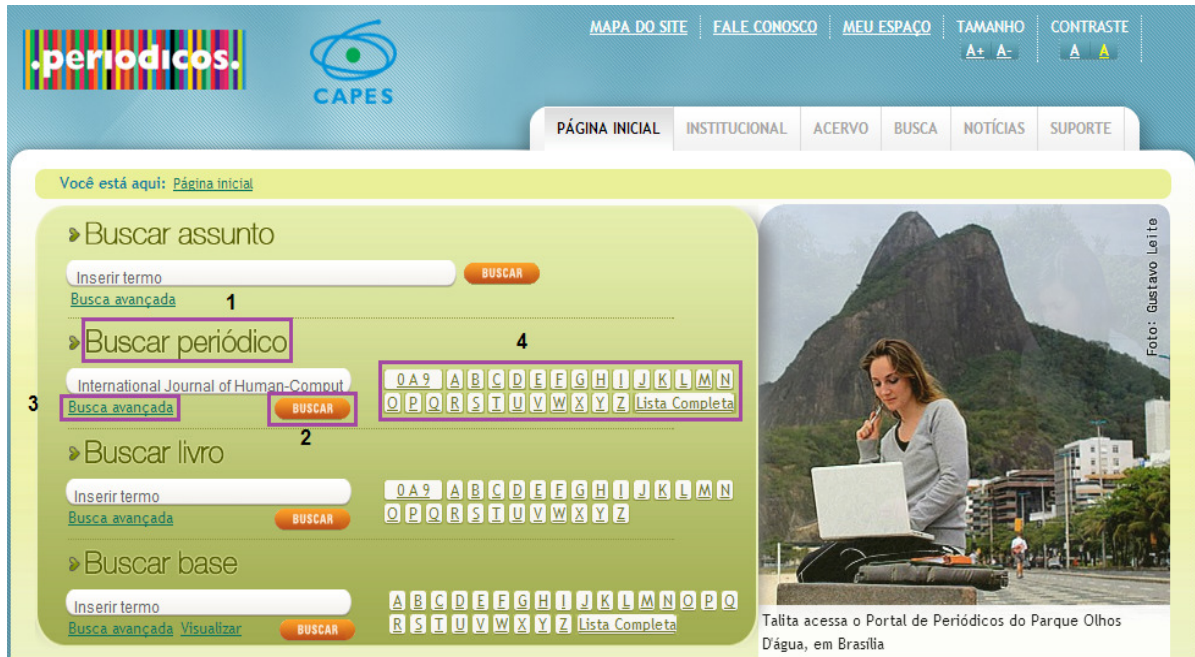 MAPA DO SITE FALE CONOSCO MEU ESPAÇO TAMANHO CONTRASTE
A+ A- A A
.periodicos.
CAPES
PÁGINA INICIAL INSTITUCIONAL ACERVO BUSCA NOTÍCIAS SUPORTE
Você está aqui: Página inicial
Buscar assunto
Inserir termo BUSCAR
Busca avançada 1
Buscar periódico 4
International Journal of Human-Comput 0 A 9 A B C D E F G H I J K L M N
3 Busca avançada BUSCAR O P Q R S T U V W X Y Z Lista Completa
2
Buscar livro
Inserir termo 0 A 9 A B C D E F G H I J K L M N
Busca avançada BUSCAR O P Q R S T U V W X Y Z
Buscar base
Inserir termo A B C D E F G H I J K L M N O P Q
Busca avançada Visualizar BUSCAR R S T U V W X Y Z Lista Completa
Foto: Gustavo Leite
Talita acessa o Portal de Periódicos do Parque Olhos
D'água, em Brasília